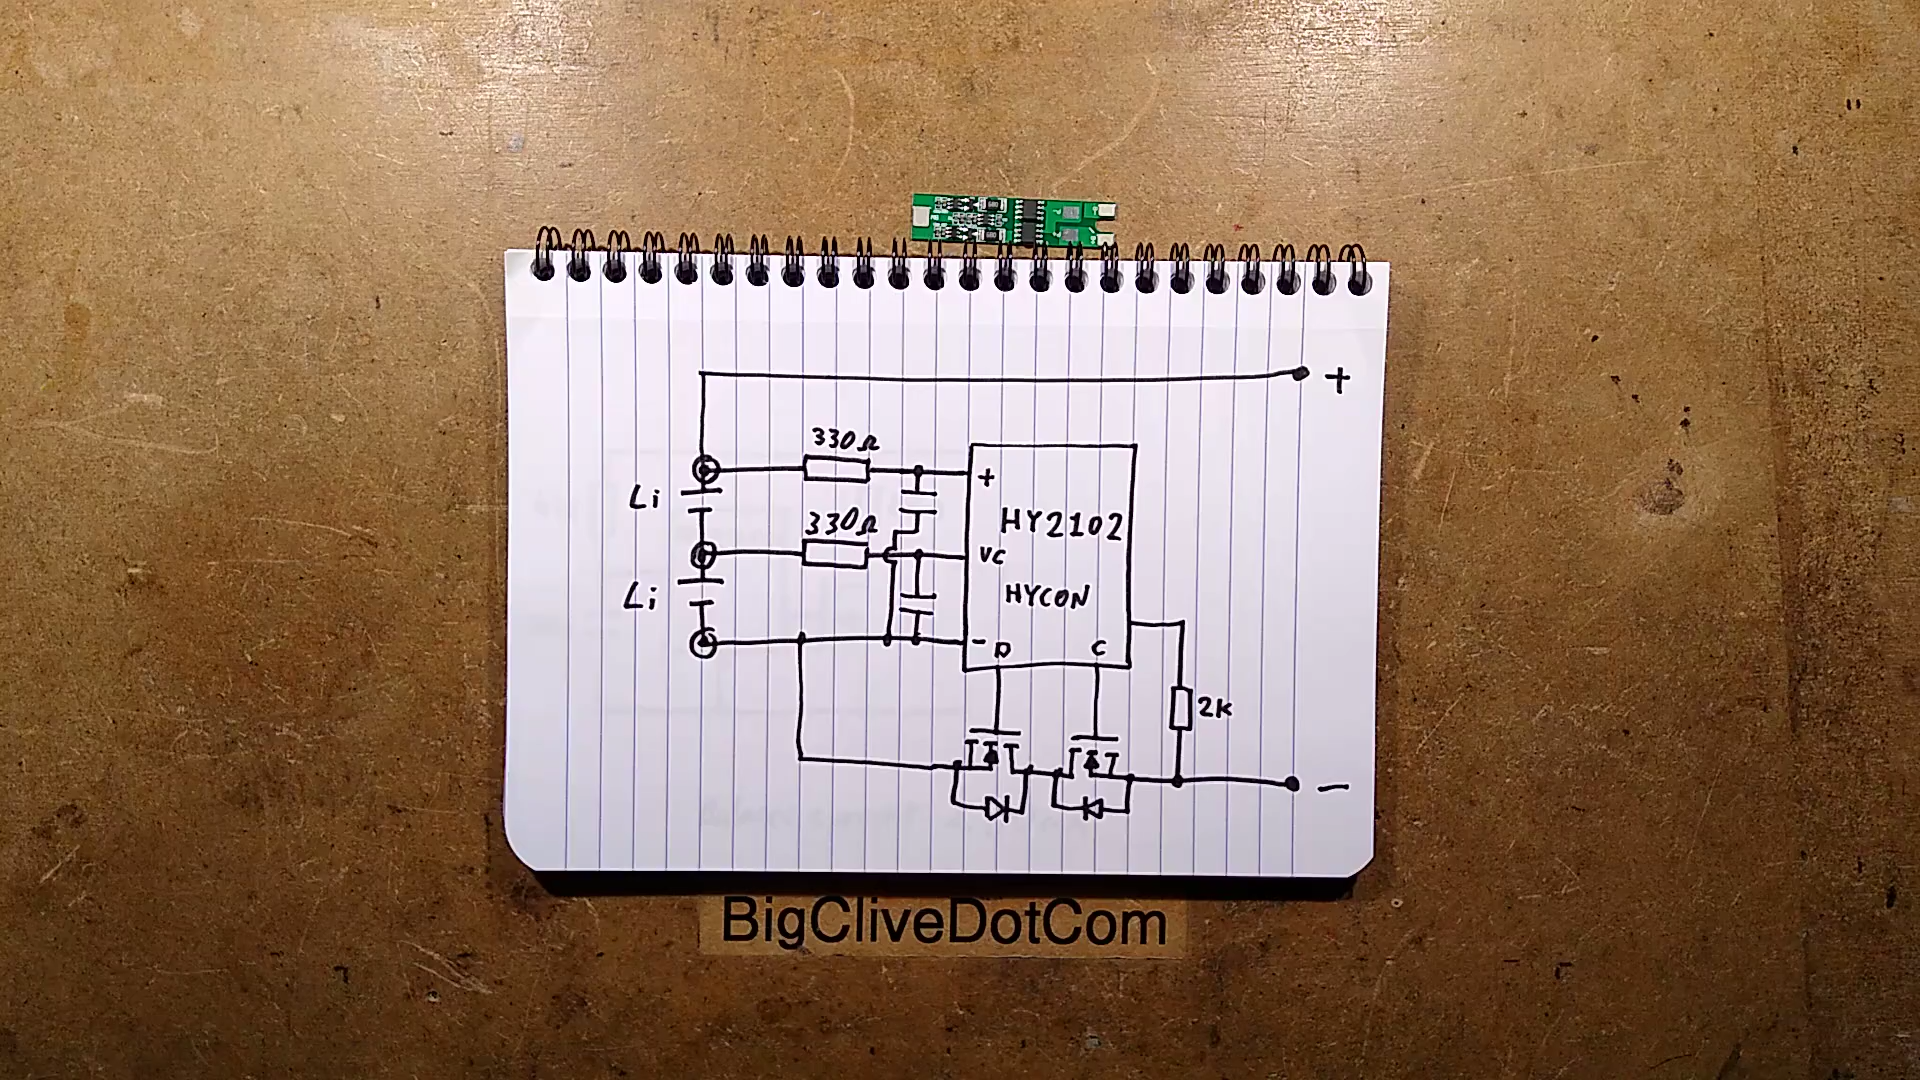 +
330Ω
Li
+
HY2102
330Ω
VC
Li
HYCON
- D C
2K
-
BigCliveDotCom